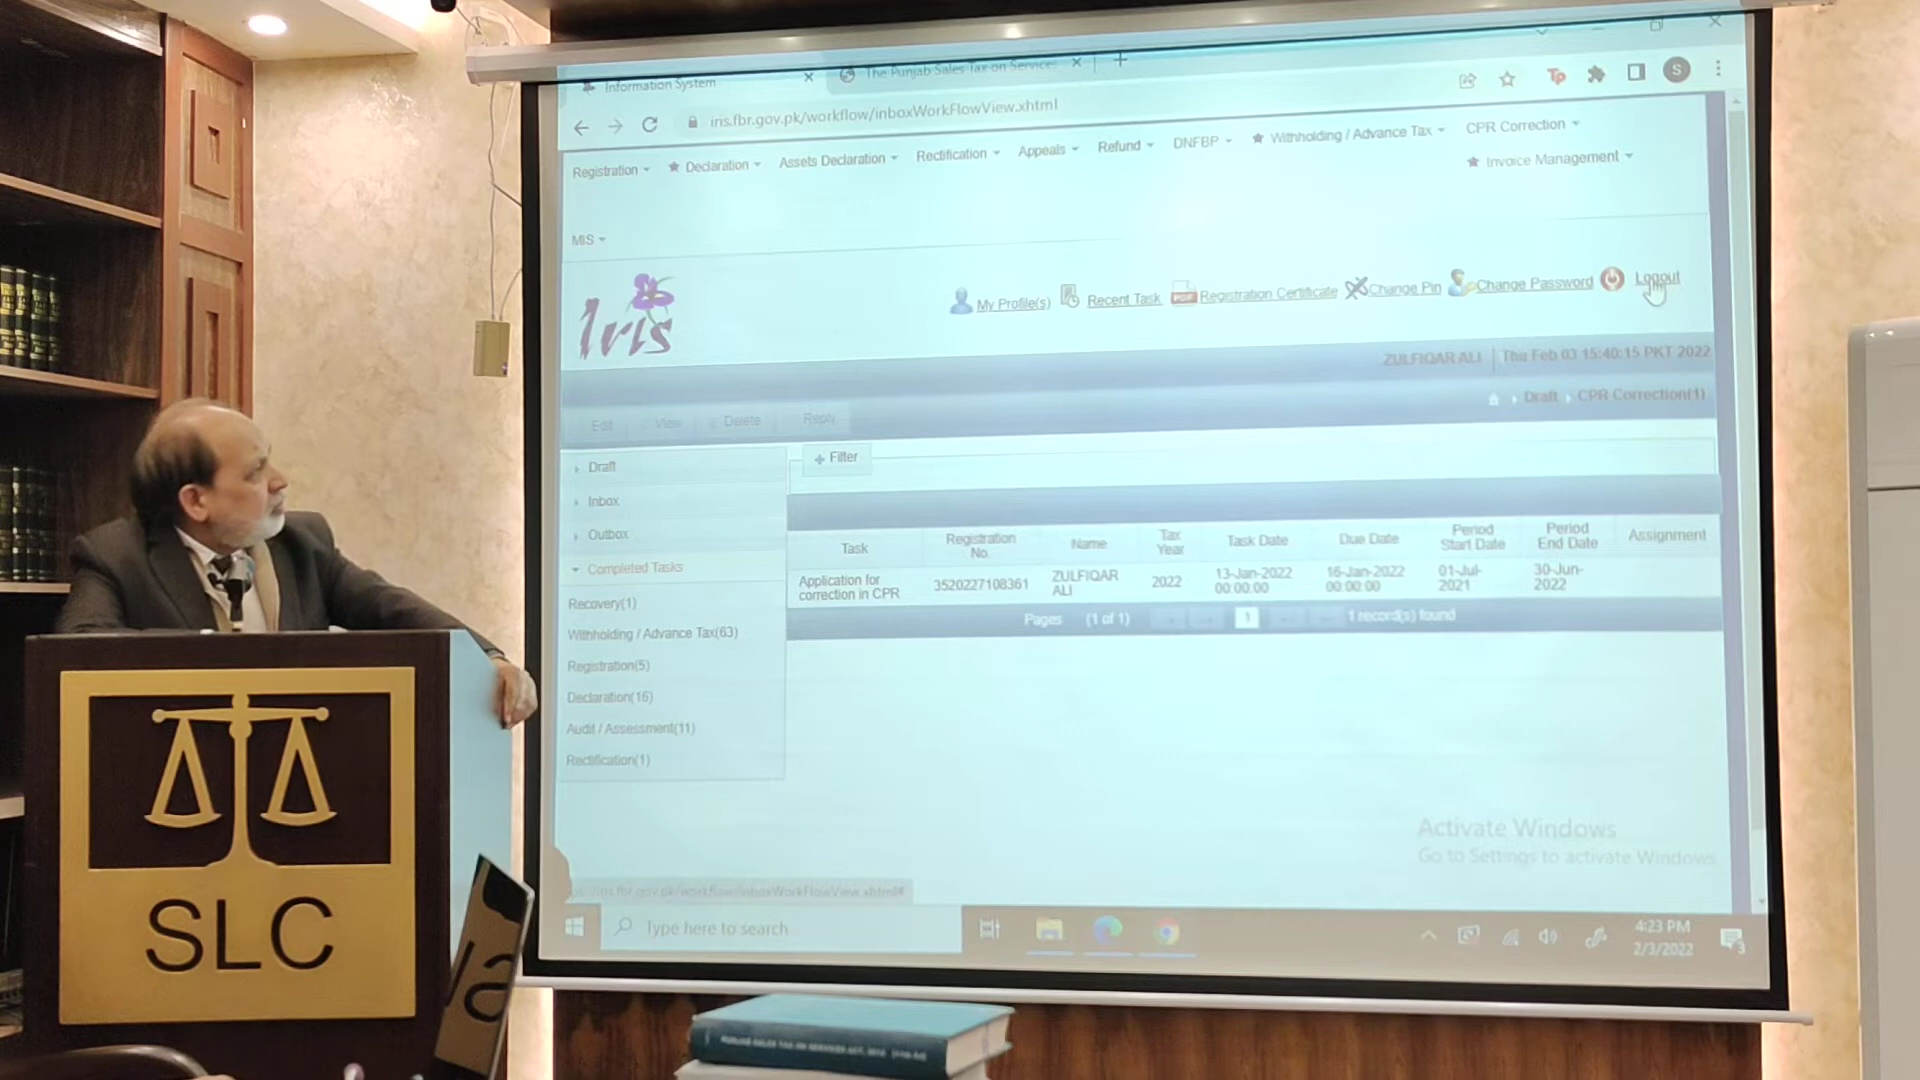 Information System
The Punjab Sales Tax on Services
iris.fbr.gov.pk/workflow/inboxWorkFlowView.xhtml
S
Registration Declaration Assets Declaration Rectification Appeals Refund DNFBP Withholding / Advance Tax CPR Correction
Invoice Management
MIS
Iris
My Profile(s) Recent Task Registration Certificate Change Pin Change Password Logout
ZULFIQAR ALI Thu Feb 03 15:40:15 PKT 2022
Draft CPR Correction(1)
Edit View Delete Reply
Draft
Inbox
Outbox
Completed Tasks
Recovery(1)
Withholding / Advance Tax(63)
Registration(5)
Declaration(16)
Audit / Assessment(11)
Rectification(1)
+ Filter
Task Registration No. Name Tax Year Task Date Due Date Period Start Date Period End Date Assignment
Application for correction in CPR 3520227108361 ZULFIQAR ALI 2022 13-Jan-2022 00:00:00 16-Jan-2022 00:00:00 01-Jul-2021 30-Jun-2022
Pages (1 of 1) 1 1 record(s) found
Activate Windows
Go to Settings to activate Windows
iris.fbr.gov.pk/workflow/inboxWorkFlowView.xhtml#
Type here to search
4:23 PM
2/3/2022
3
SLC